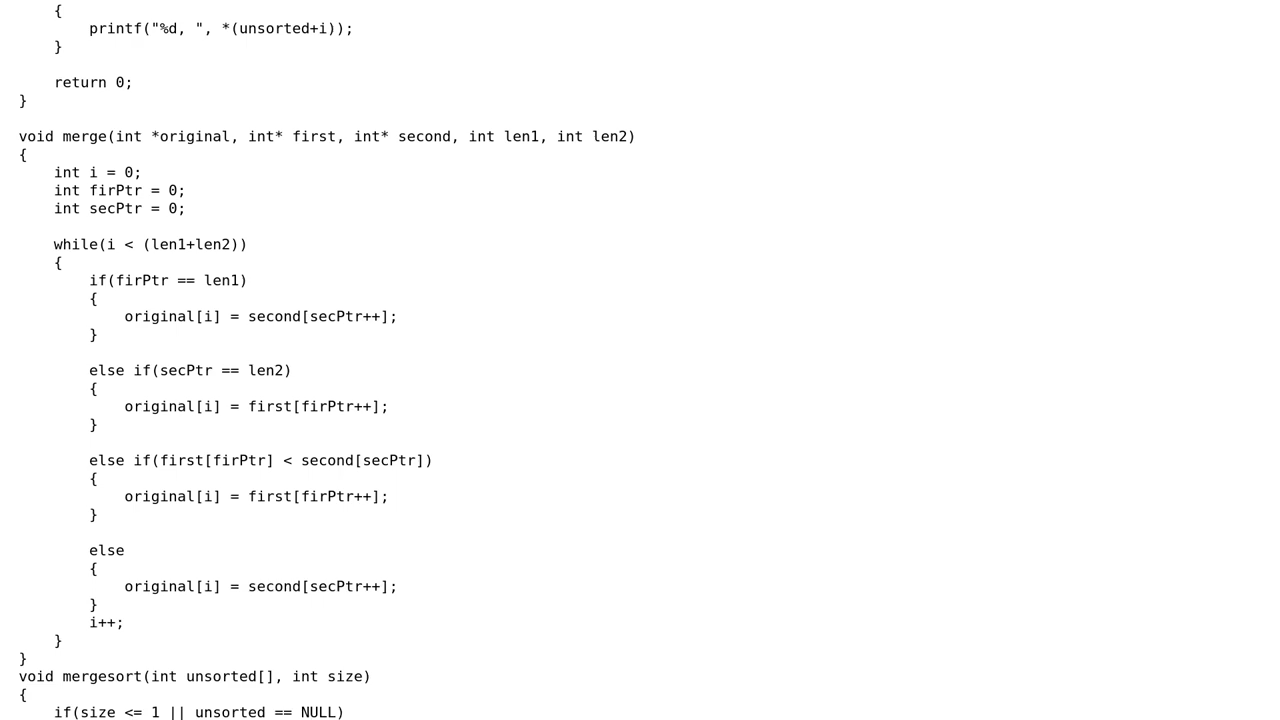 {
        printf("%d, ", *(unsorted+i));
    }

    return 0;
}

void merge(int *original, int* first, int* second, int len1, int len2)
{
    int i = 0;
    int firPtr = 0;
    int secPtr = 0;

    while(i < (len1+len2))
    {
        if(firPtr == len1)
        {
            original[i] = second[secPtr++];
        }

        else if(secPtr == len2)
        {
            original[i] = first[firPtr++];
        }

        else if(first[firPtr] < second[secPtr])
        {
            original[i] = first[firPtr++];
        }

        else
        {
            original[i] = second[secPtr++];
        }
        i++;
    }
}
void mergesort(int unsorted[], int size)
{
    if(size <= 1 || unsorted == NULL)